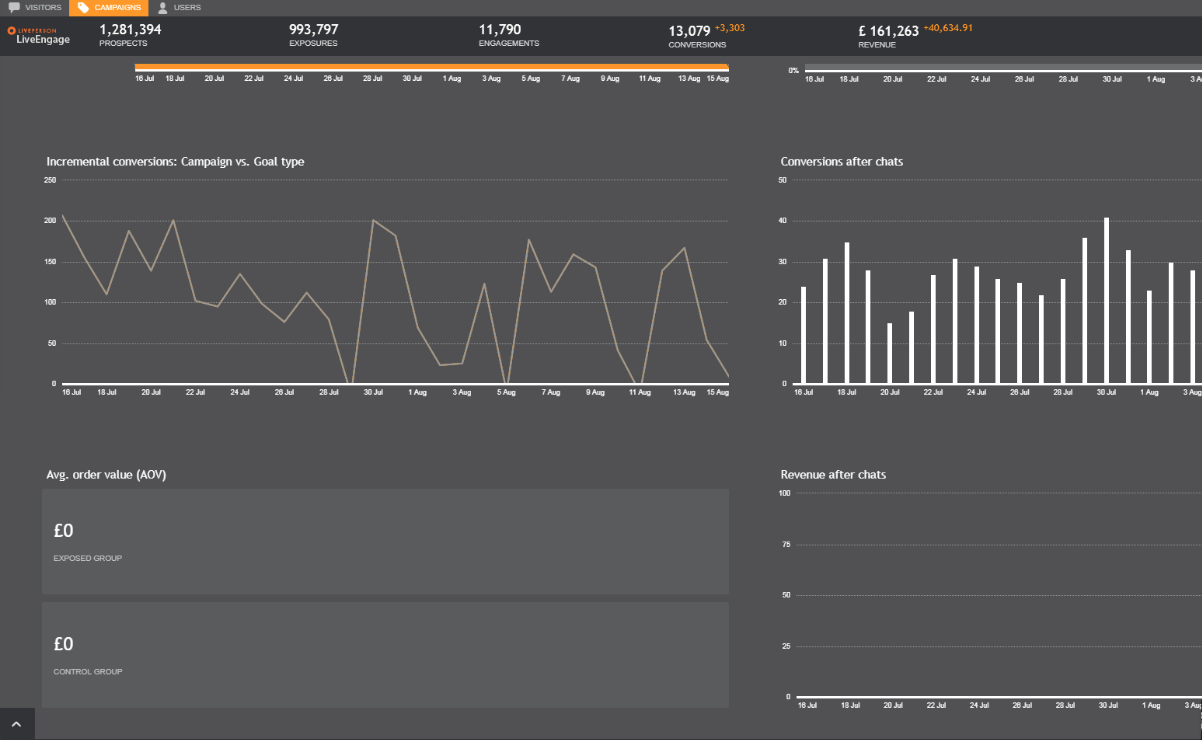 VISITORS CAMPAIGNS USERS
LIVEPERSON
LiveEngage
1,281,394
PROSPECTS
993,797
EXPOSURES
11,790
ENGAGEMENTS
13,079 +3,303
CONVERSIONS
£ 161,263 +40,634.91
REVENUE
16 Jul 18 Jul 20 Jul 22 Jul 24 Jul 26 Jul 28 Jul 30 Jul 1 Aug 3 Aug 5 Aug 7 Aug 9 Aug 11 Aug 13 Aug 15 Aug
0%
16 Jul 18 Jul 20 Jul 22 Jul 24 Jul 26 Jul 28 Jul 30 Jul 1 Aug 3 A
Incremental conversions: Campaign vs. Goal type
250
200
150
100
50
0
16 Jul 18 Jul 20 Jul 22 Jul 24 Jul 26 Jul 28 Jul 30 Jul 1 Aug 3 Aug 5 Aug 7 Aug 9 Aug 11 Aug 13 Aug 15 Aug
Conversions after chats
50
40
30
20
10
0
16 Jul 18 Jul 20 Jul 22 Jul 24 Jul 26 Jul 28 Jul 30 Jul 1 Aug 3 Aug
Avg. order value (AOV)
£0
EXPOSED GROUP
£0
CONTROL GROUP
Revenue after chats
100
75
50
25
0
16 Jul 18 Jul 20 Jul 22 Jul 24 Jul 26 Jul 28 Jul 30 Jul 1 Aug 3 Aug